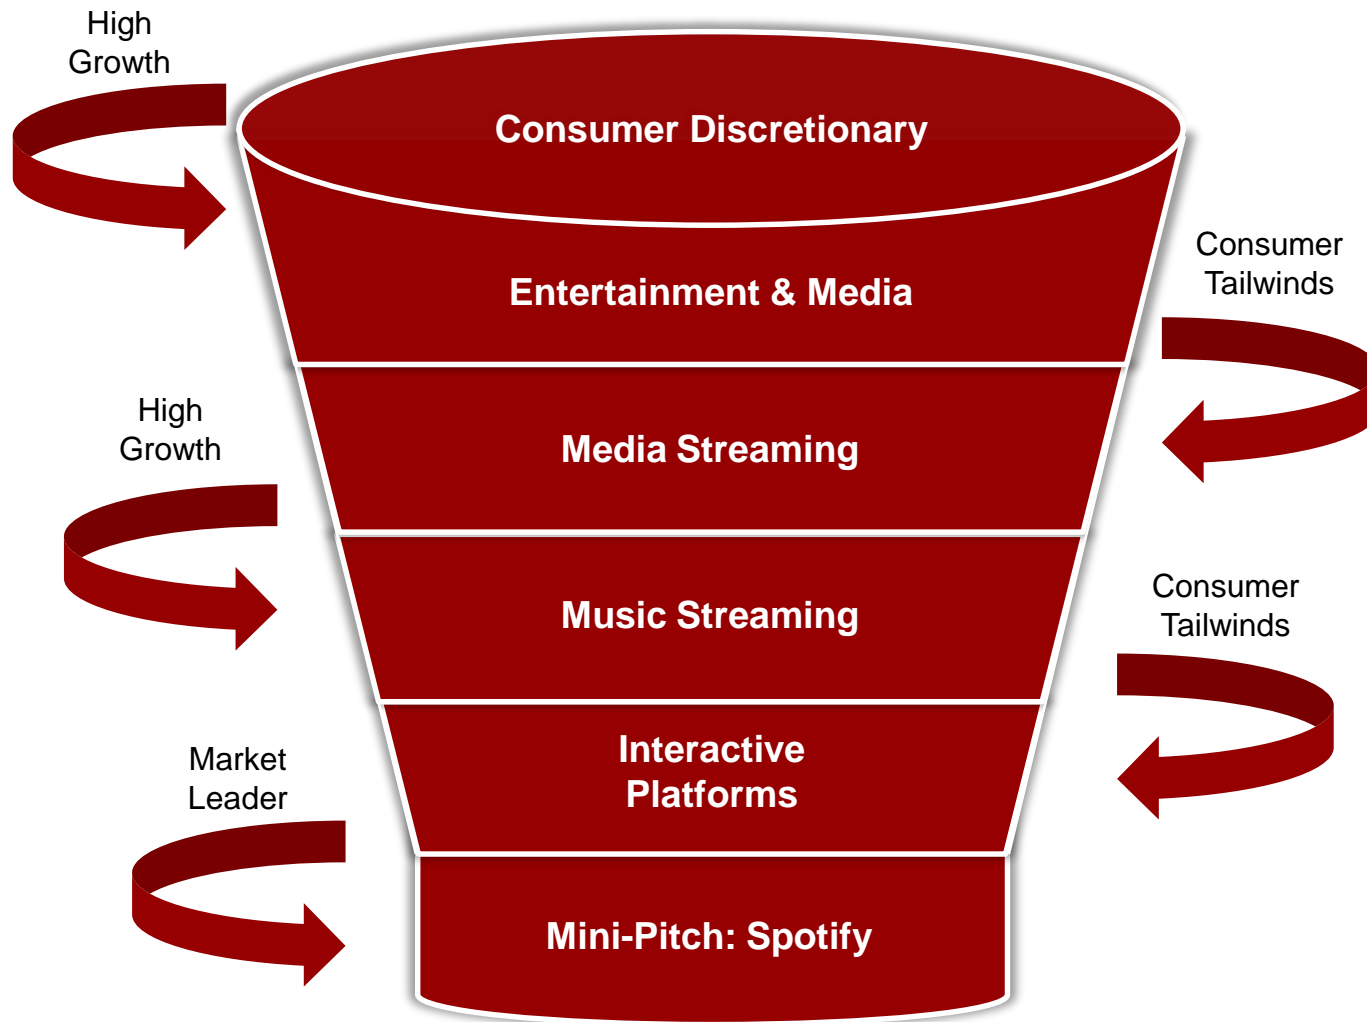 High
Growth
Consumer Discretionary
Consumer
Tailwinds
Entertainment & Media
High
Growth
Media Streaming
Consumer
Tailwinds
Music Streaming
Market
Leader
Interactive
Platforms
Mini-Pitch: Spotify